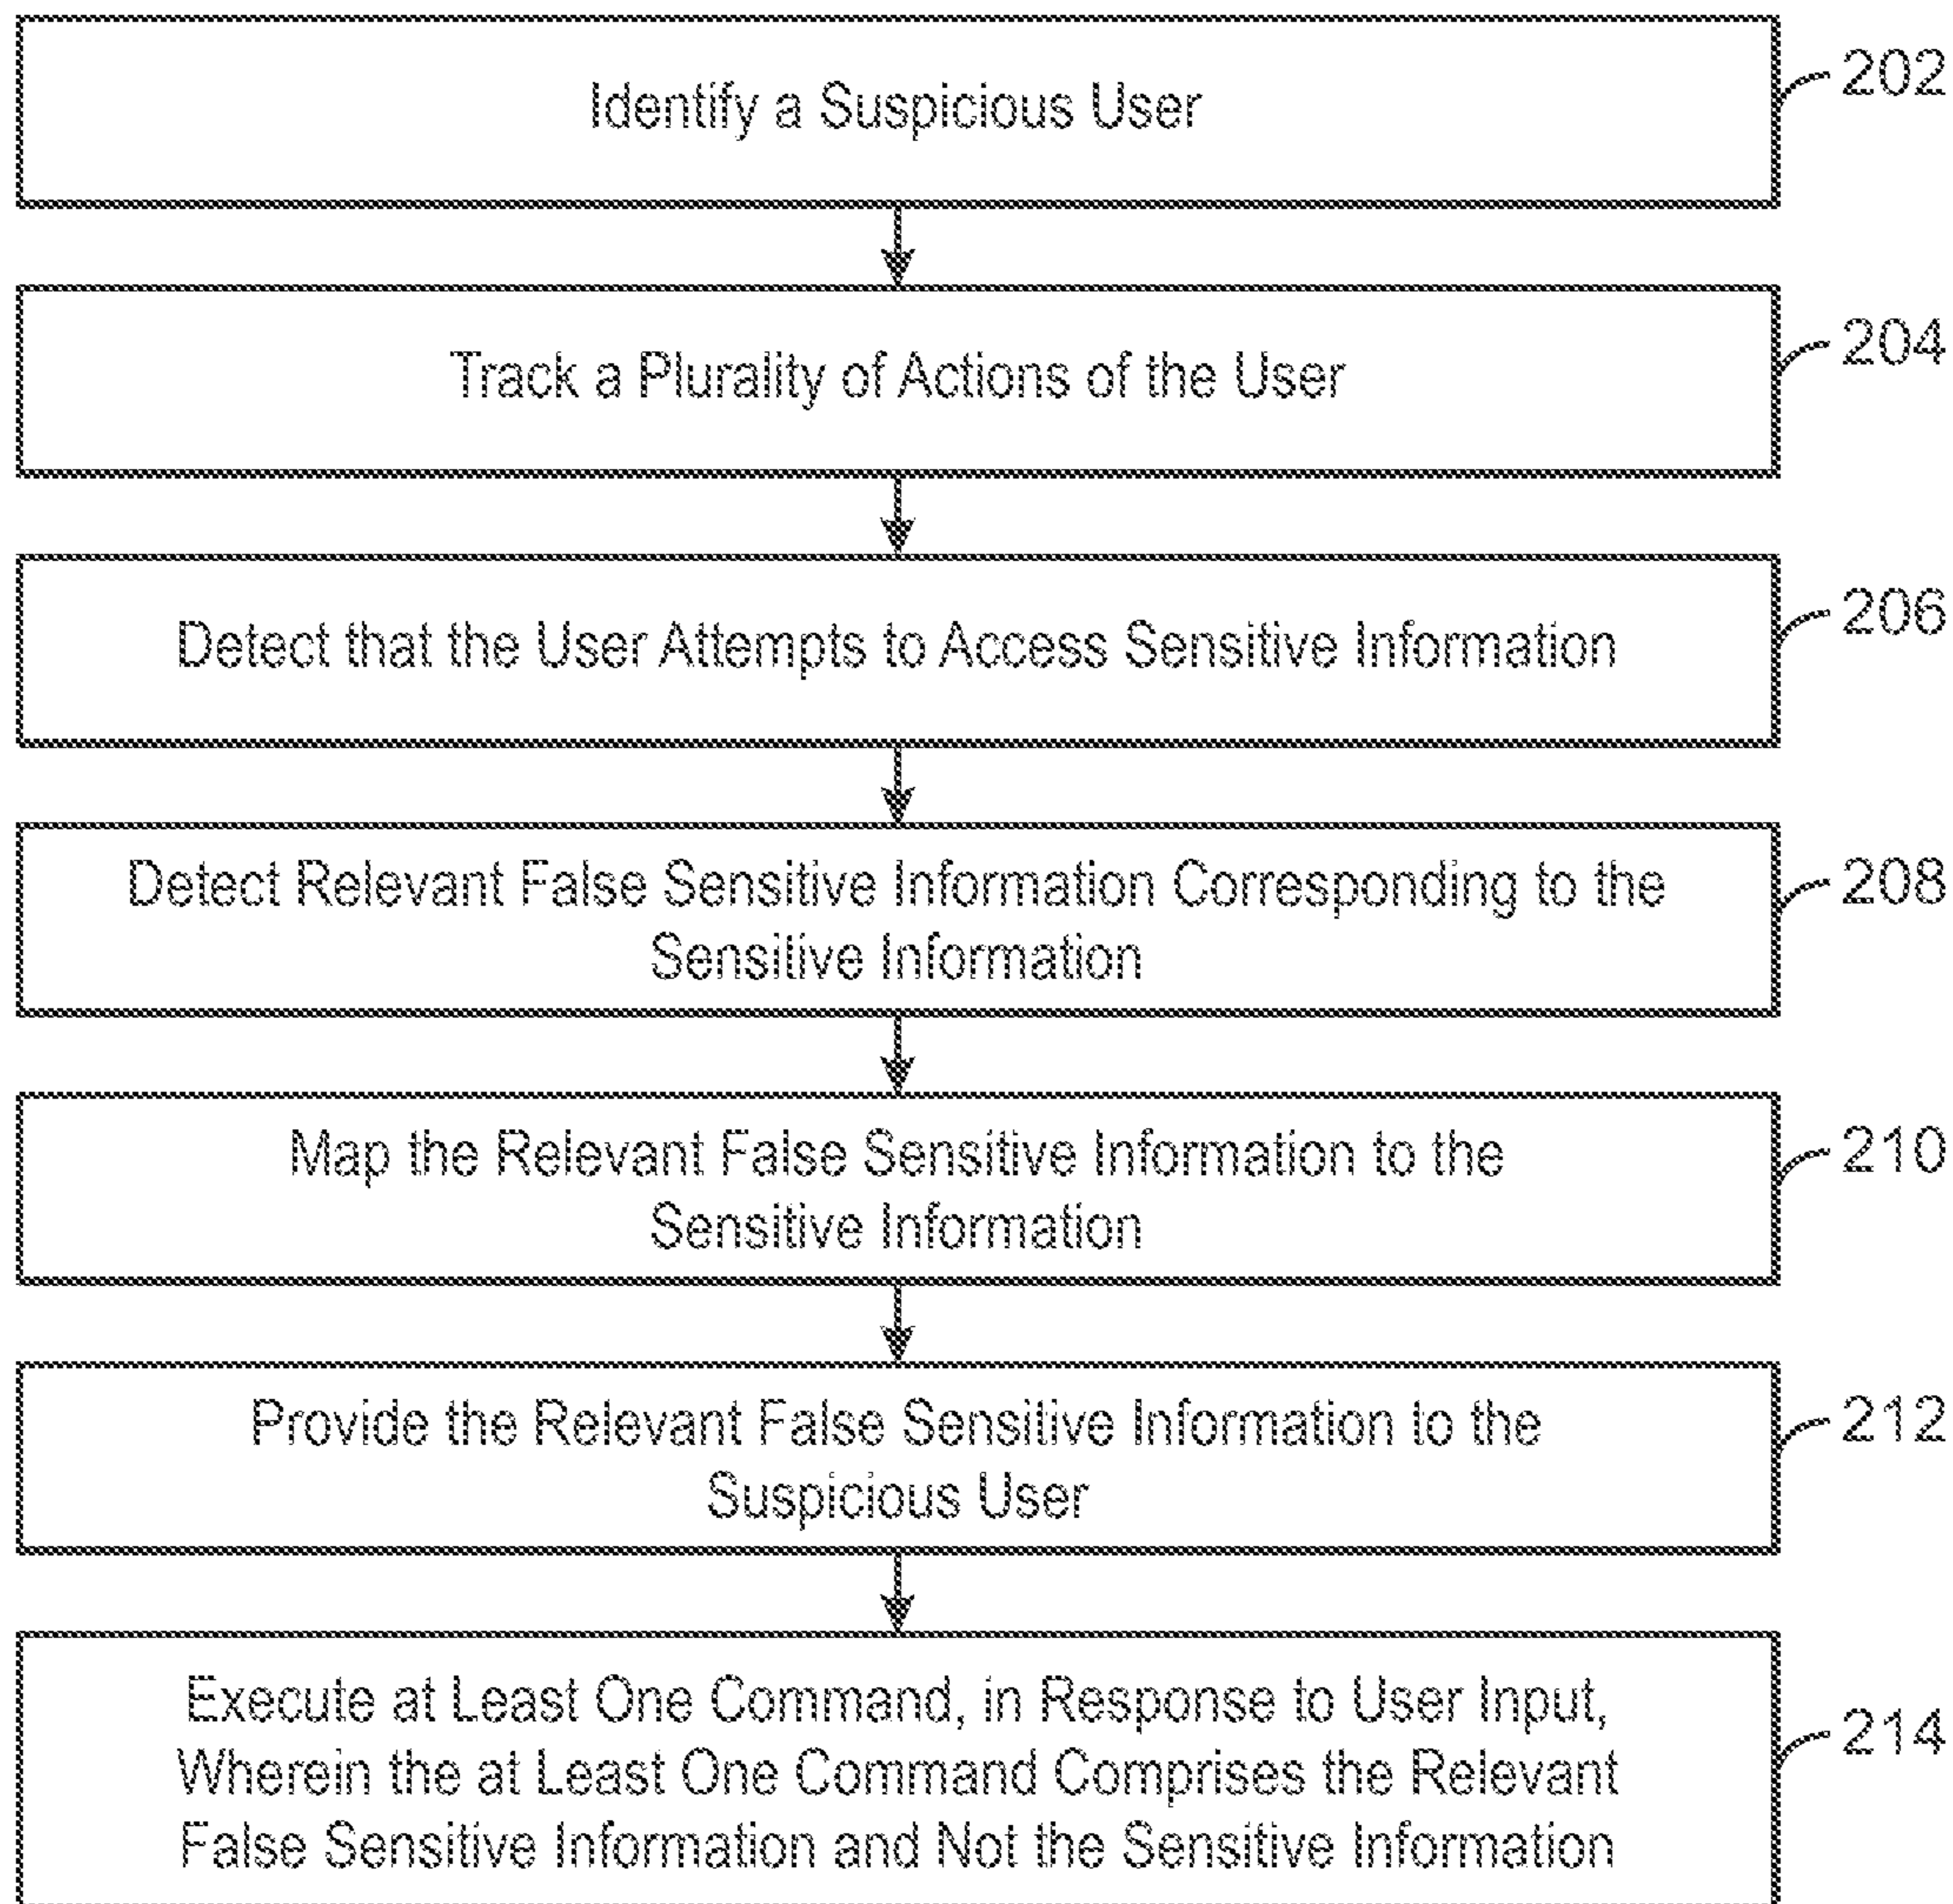 Identify a Suspicious User
202
Track a Plurality of Actions of the User
204
Detect that the User Attempts to Access Sensitive Information
206
Detect Relevant False Sensitive Information Corresponding to the
Sensitive Information
208
Map the Relevant False Sensitive Information to the
Sensitive Information
210
Provide the Relevant False Sensitive Information to the
Suspicious User
212
Execute at Least One Command, in Response to User Input,
Wherein the at Least One Command Comprises the Relevant
False Sensitive Information and Not the Sensitive Information
214